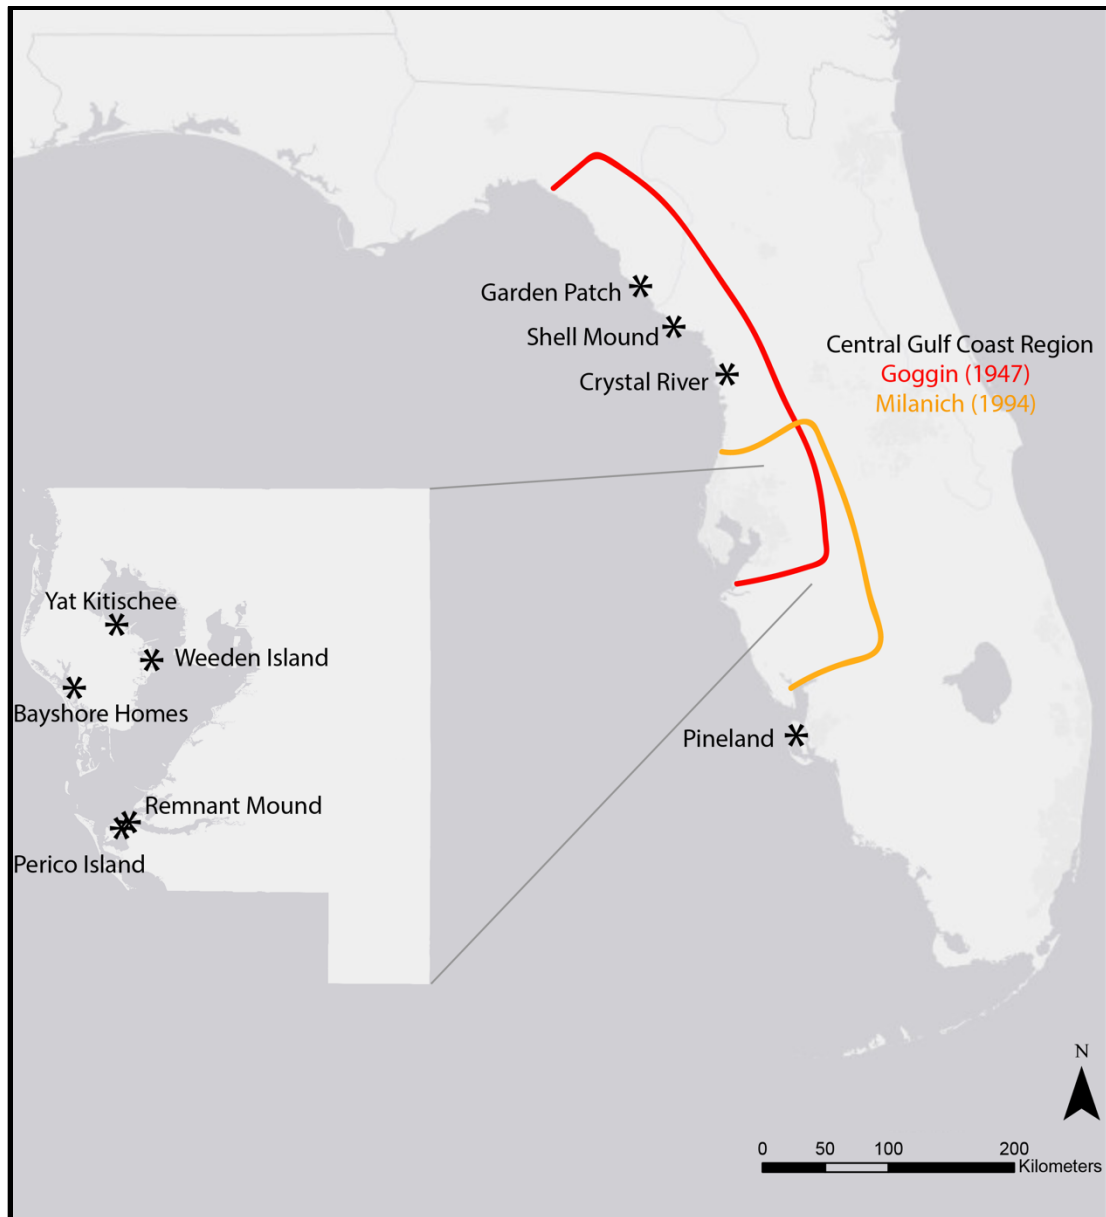 Garden Patch
Shell Mound
Central Gulf Coast Region
Goggin (1947)
Crystal River
Milanich (1994)
Yat Kitischee
Weeden Island
Bayshore Homes
Pineland
Remnant Mound
Perico Island
N
0 50 100 200
Kilometers